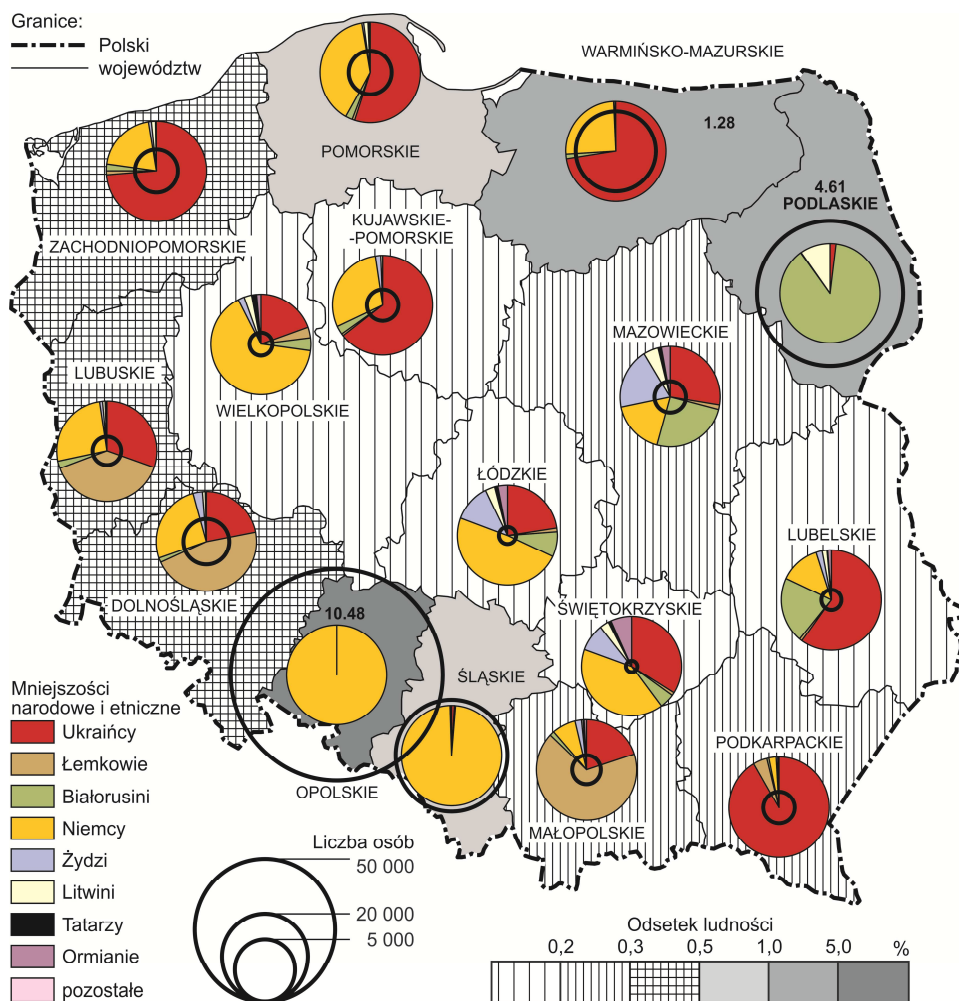 Granice:
Polski
województw
WARMIŃSKO-MAZURSKIE
1.28
POMORSKIE
4.61
PODLASKIE
KUJAWSKIE-
-POMORSKIE
ZACHODNIOPOMORSKIE
MAZOWIECKIE
LUBUSKIE
WIELKOPOLSKIE
ŁÓDZKIE
LUBELSKIE
DOLNOŚLĄSKIE
10.48
ŚWIĘTOKRZYSKIE
ŚLĄSKIE
PODKARPACKIE
OPOLSKIE
MAŁOPOLSKIE
Mniejszości
narodowe i etniczne
Ukraińcy
Łemkowie
Białorusini
Niemcy
Żydzi
Litwini
Tatarzy
Ormianie
pozostałe
Liczba osób
50 000
20 000
5 000
Odsetek ludności
0,2 0,3 0,5 1,0 5,0 %